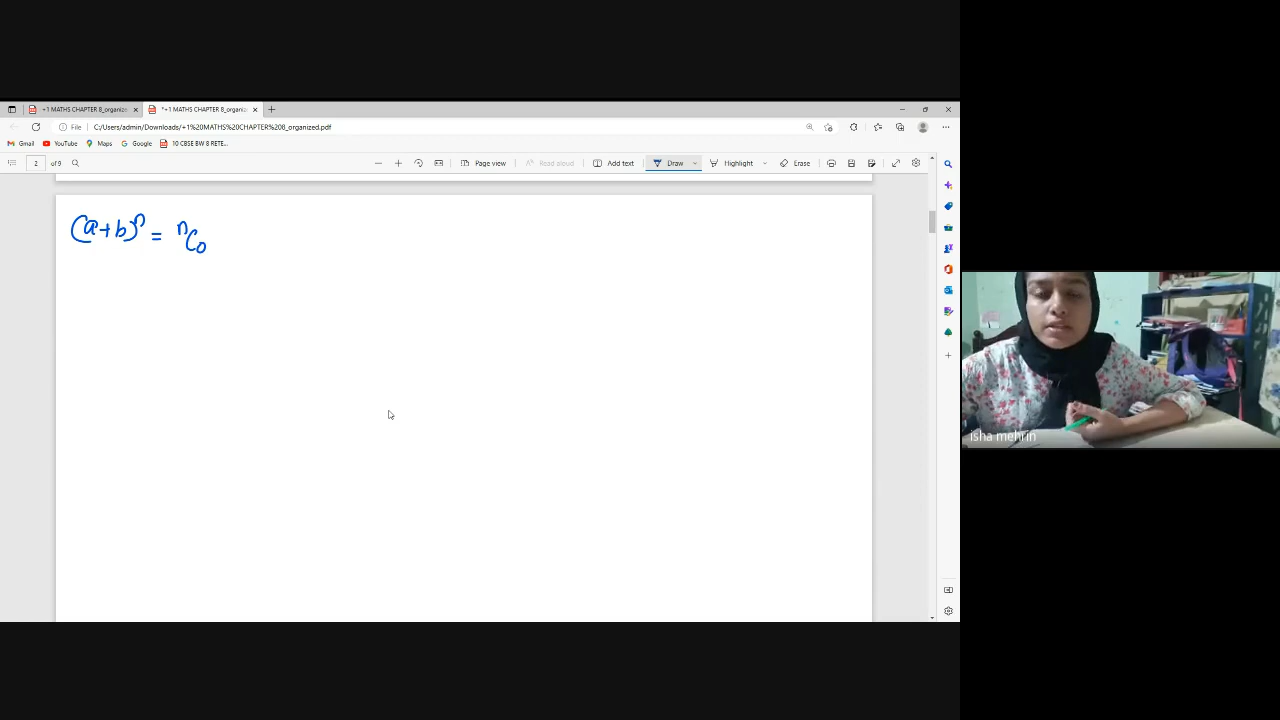 +1 MATHS CHAPTER 8_organize
*+1 MATHS CHAPTER 8_organize
File C:/Users/admin/Downloads/+1%20MATHS%20CHAPTER%208_organized.pdf
Gmail YouTube Maps Google 10 CBSE BW 8 RETE...
2 of 9 Page view Read aloud Add text Draw Highlight Erase
(a+b)ⁿ = ⁿC₀
isha mehrin